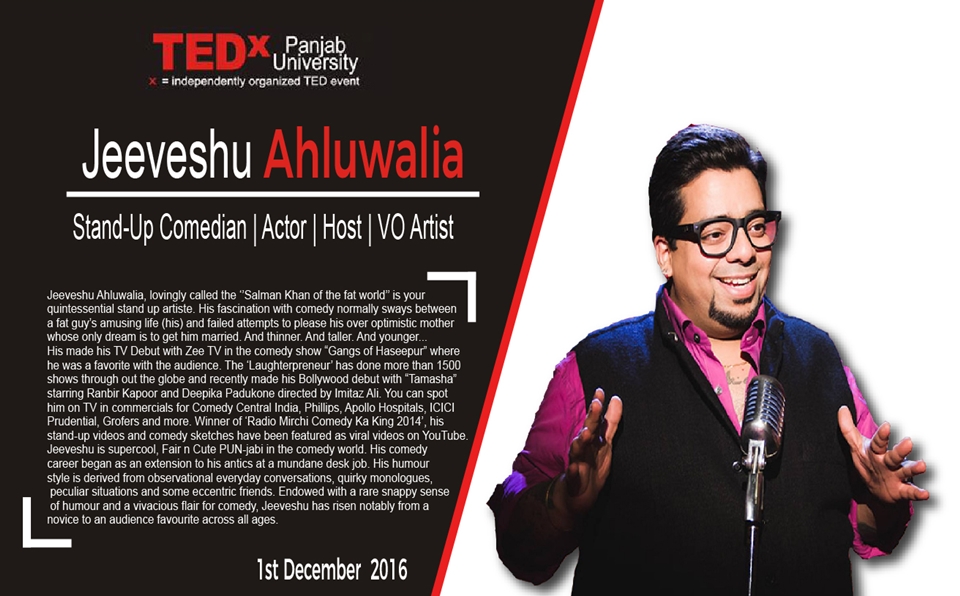 TEDx Panjab
University
x = independently organized TED event
Jeeveshu Ahluwalia
Stand-Up Comedian | Actor | Host | VO Artist
Jeeveshu Ahluwalia, lovingly called the ‘'Salman Khan of the fat world’' is your
quintessential stand up artiste. His fascination with comedy normally sways between
a fat guy's amusing life (his) and failed attempts to please his over optimistic mother
whose only dream is to get him married. And thinner. And taller. And younger...
His made his TV Debut with Zee TV in the comedy show “Gangs of Haseepur” where
he was a favorite with the audience. The ‘Laughterpreneur’ has done more than 1500
shows through out the globe and recently made his Bollywood debut with “Tamasha”
starring Ranbir Kapoor and Deepika Padukone directed by Imitaz Ali. You can spot
him on TV in commercials for Comedy Central India, Phillips, Apollo Hospitals, ICICI
Prudential, Grofers and more. Winner of ‘Radio Mirchi Comedy Ka King 2014’, his
stand-up videos and comedy sketches have been featured as viral videos on YouTube.
Jeeveshu is supercool, Fair n Cute PUN-jabi in the comedy world. His comedy
career began as an extension to his antics at a mundane desk job. His humour
style is derived from observational everyday conversations, quirky monologues,
peculiar situations and some eccentric friends. Endowed with a rare snappy sense
of humour and a vivacious flair for comedy, Jeeveshu has risen notably from a
novice to an audience favourite across all ages.
1st December 2016